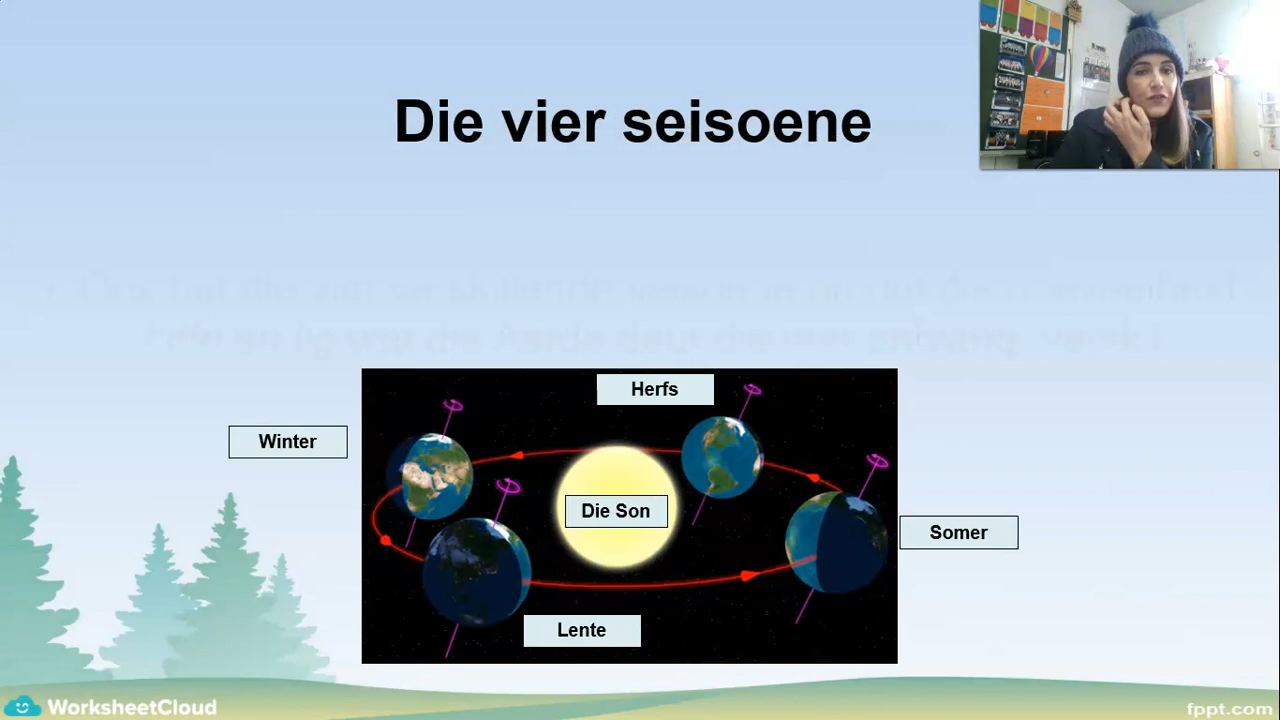 Die vier seisoene
Herfs
Winter
Die Son
Somer
Lente
WorksheetCloud
fppt.com